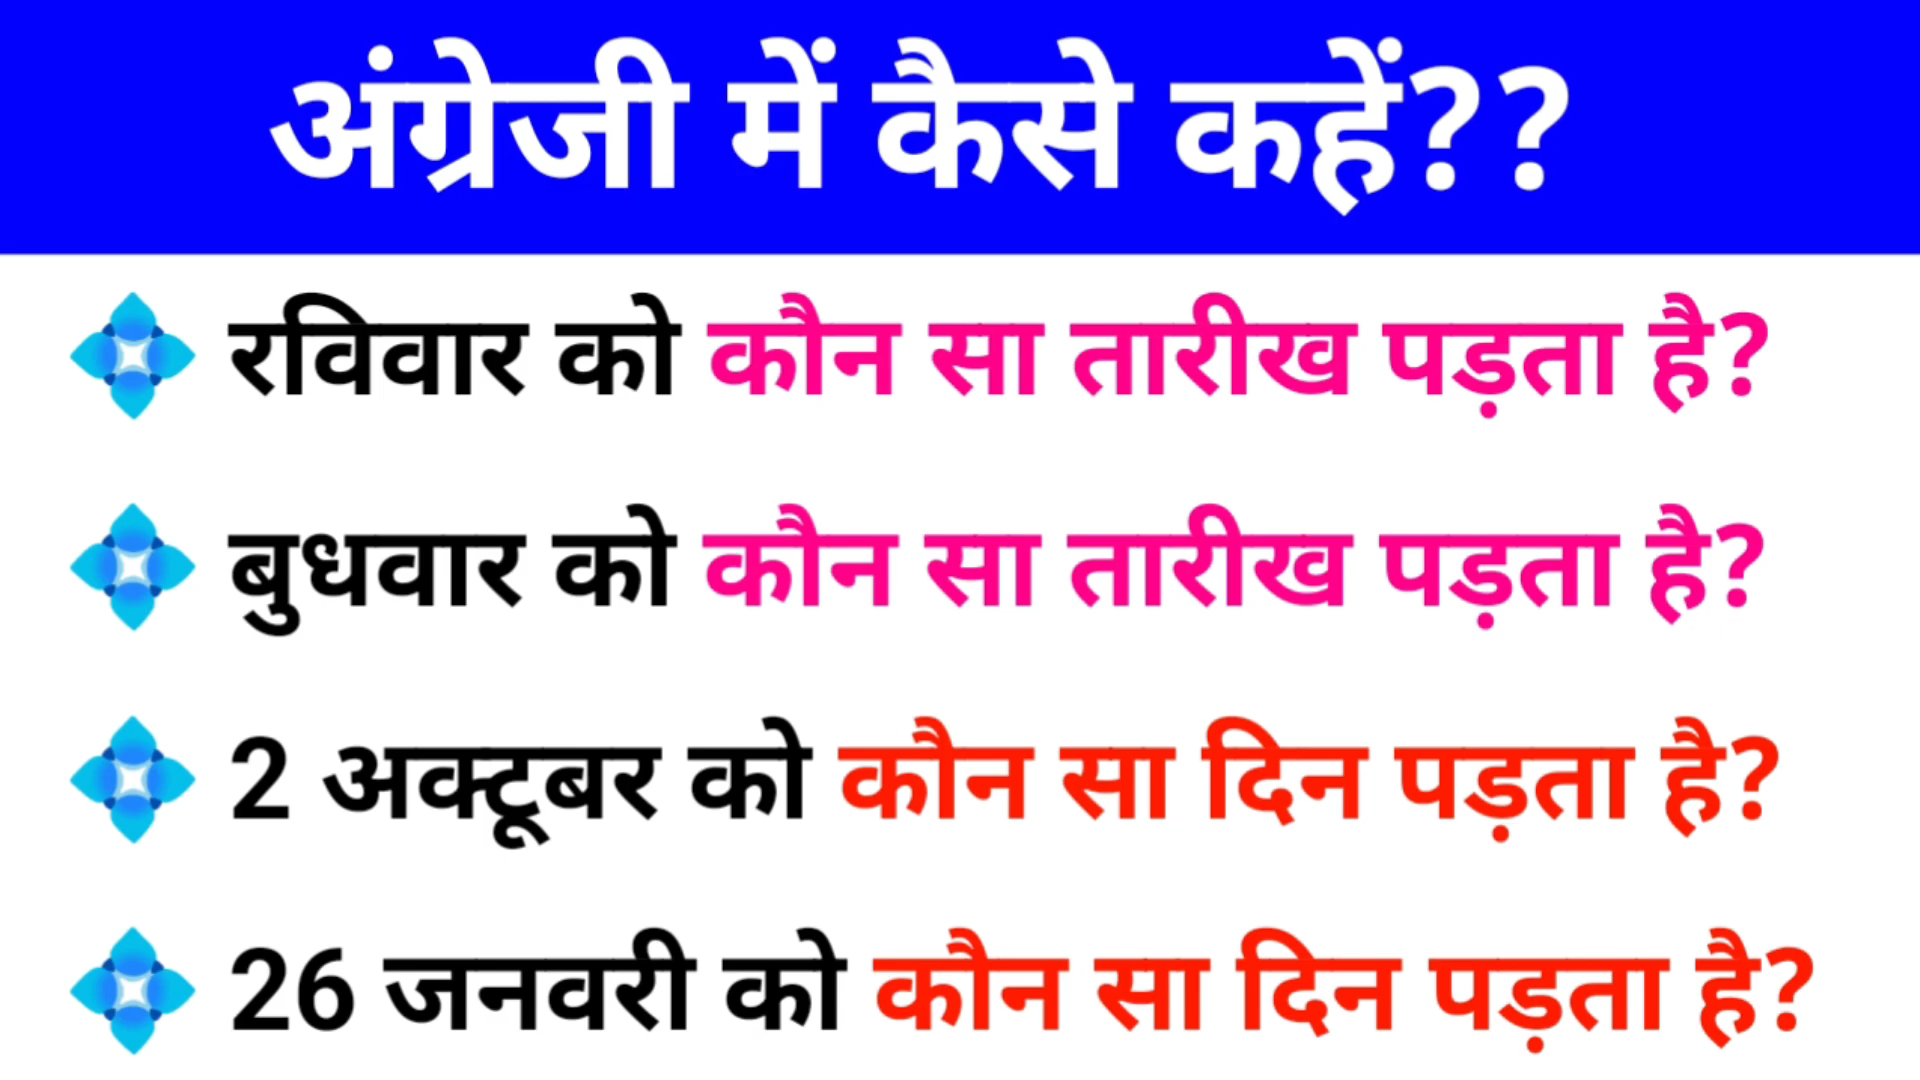 अंग्रेजी में कैसे कहें??
रविवार को कौन सा तारीख पड़ता है?
बुधवार को कौन सा तारीख पड़ता है?
2 अक्टूबर को कौन सा दिन पड़ता है?
26 जनवरी को कौन सा दिन पड़ता है?